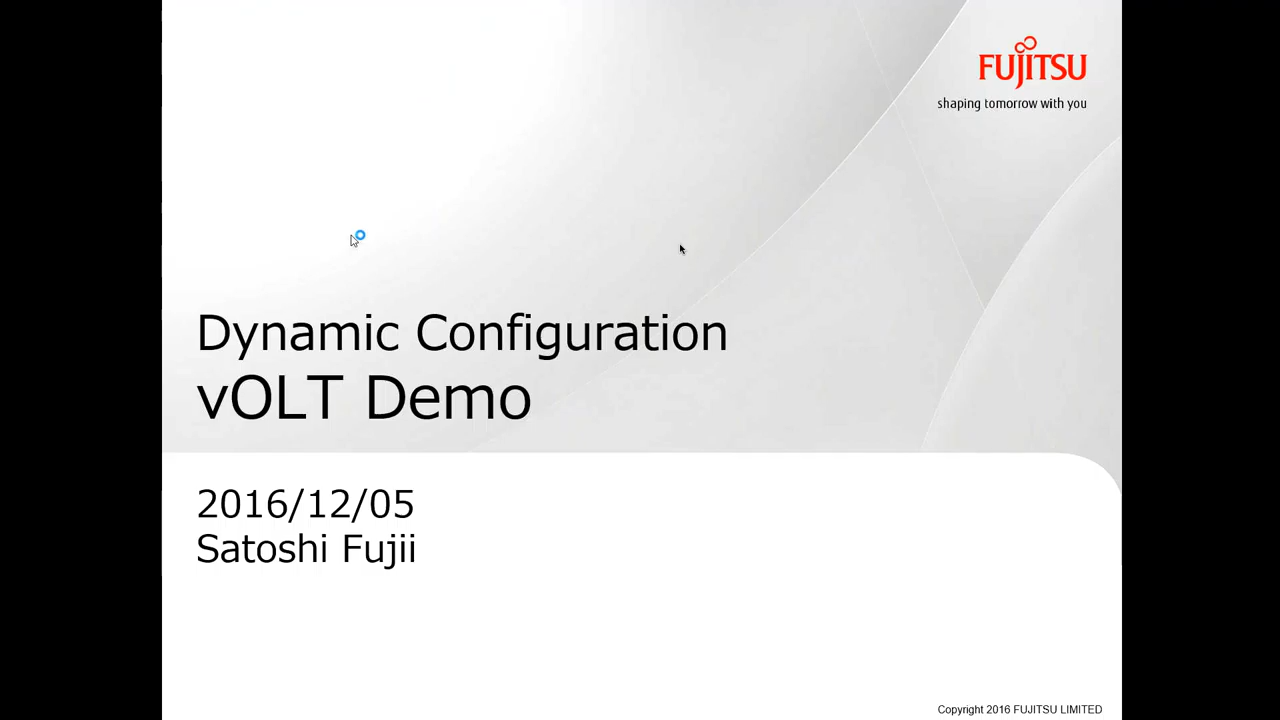 FUJITSU
shaping tomorrow with you
Dynamic Configuration
vOLT Demo
2016/12/05
Satoshi Fujii
Copyright 2016 FUJITSU LIMITED